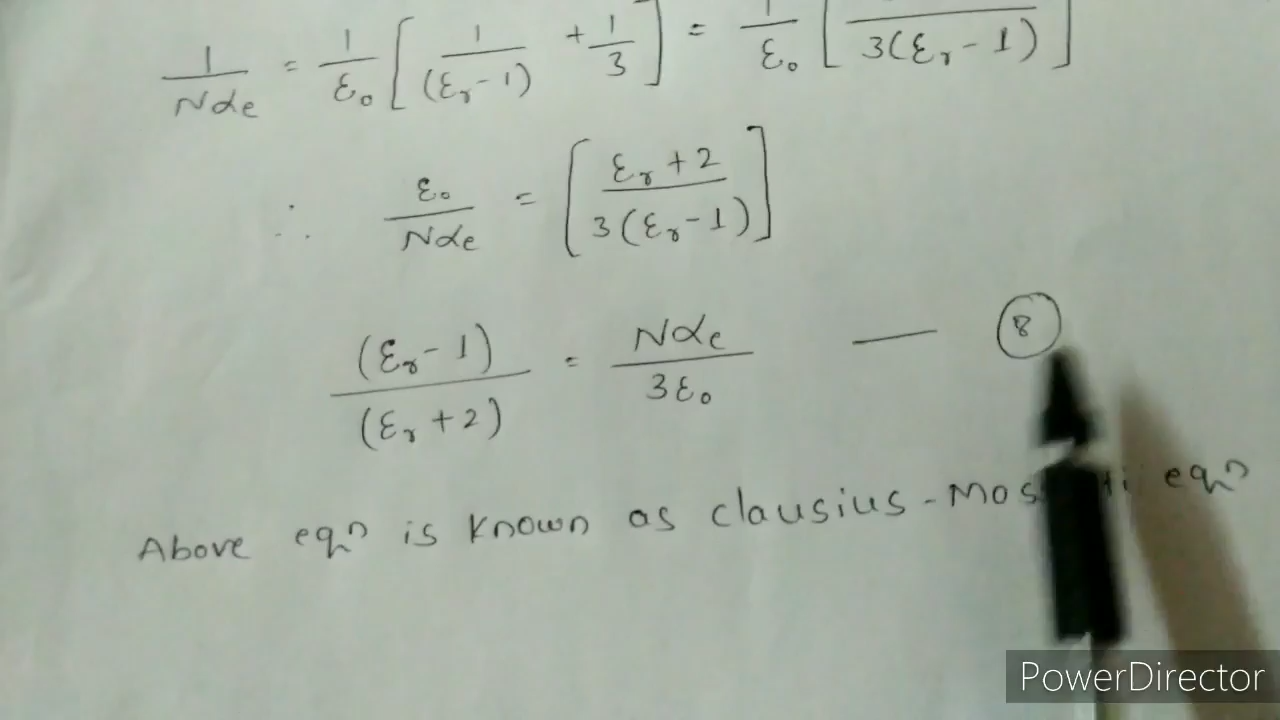 1/Nαe = 1/ε₀ [ 1/(εr - 1) + 1/3 ] = 1/ε₀ [ /3(εr - 1) ]
∴ ε₀/Nαe = [ εr + 2 / 3(εr - 1) ]
(εr - 1)/(εr + 2) = Nαe/3ε₀ — 8
Above eqn is known as clausius - eqn
PowerDirector